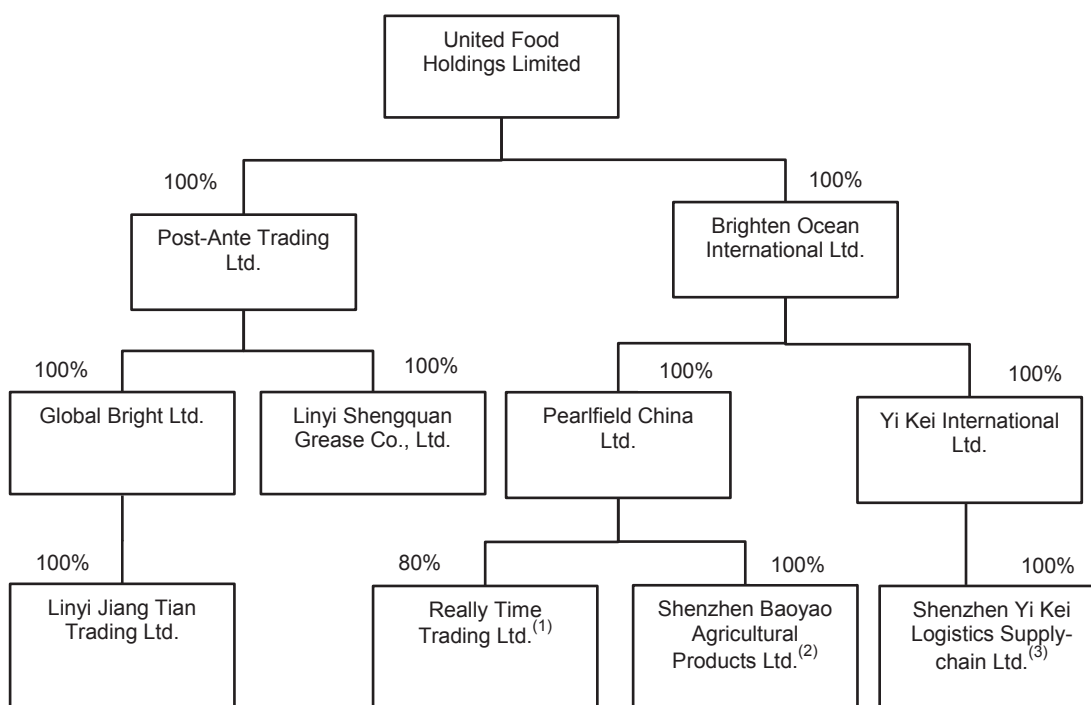 United Food
Holdings Limited
100%
100%
Post-Ante Trading
Ltd.
Brighten Ocean
International Ltd.
100%
100%
100%
100%
Global Bright Ltd.
Linyi Shengquan
Grease Co., Ltd.
Pearlfield China
Ltd.
Yi Kei International
Ltd.
100%
80%
100%
100%
Linyi Jiang Tian
Trading Ltd.
Really Time
Trading Ltd.(1)
Shenzhen Baoyao
Agricultural
Products Ltd.(2)
Shenzhen Yi Kei
Logistics Supply-
chain Ltd.(3)